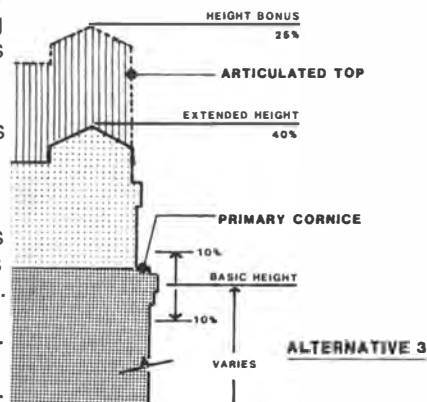 HEIGHT BONUS
25%
ARTICULATED TOP
EXTENDED HEIGHT
40%
PRIMARY CORNICE
10%
BASIC HEIGHT
10%
ALTERNATIVE 3
VARIES